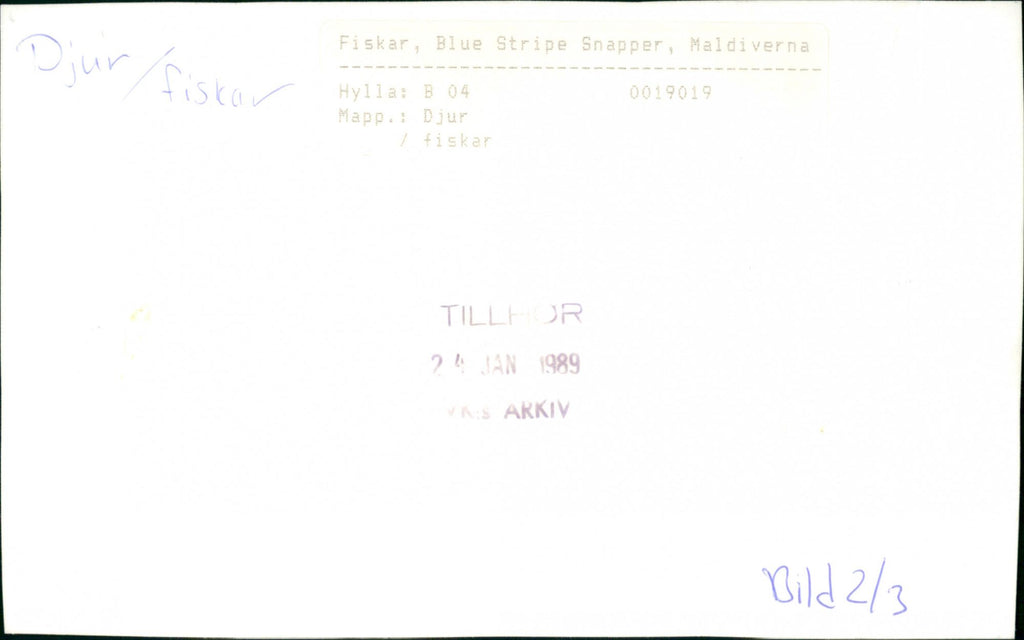 Djur / fiskar
Fiskar, Blue Stripe Snapper, Maldiverna
Hylla: B 04 0019019
Mapp.: Djur
/ fiskar
TILLHÖR
24 JAN 1989
VK:s ARKIV
Bild 2/3